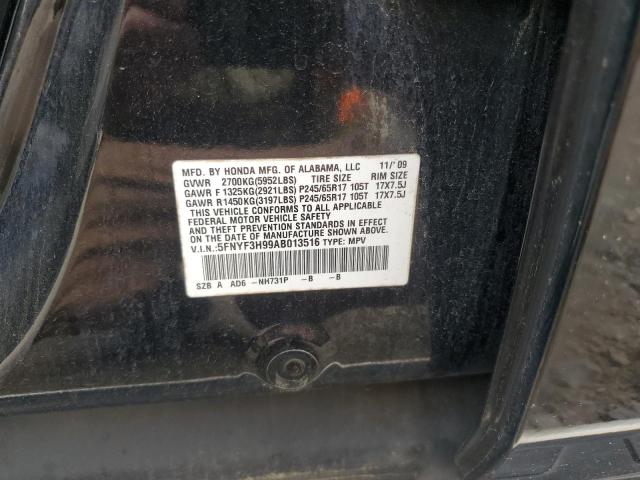 MFD. BY HONDA MFG. OF ALABAMA, LLC 11/'09
GVWR 2700KG(5952LBS) TIRE SIZE RIM SIZE
GAWR F 1325KG(2921LBS) P245/65R17 105T 17X7.5J
GAWR R1450KG(3197LBS) P245/65R17 105T 17X7.5J
THIS VEHICLE CONFORMS TO ALL APPLICABLE
FEDERAL MOTOR VEHICLE SAFETY
AND THEFT PREVENTION STANDARDS IN EFFECT
ON THE DATE OF MANUFACTURE SHOWN ABOVE.
V.I.N.:5FNYF3H99AB013516 TYPE: MPV
SZB A AD6 -NH731P -B -B